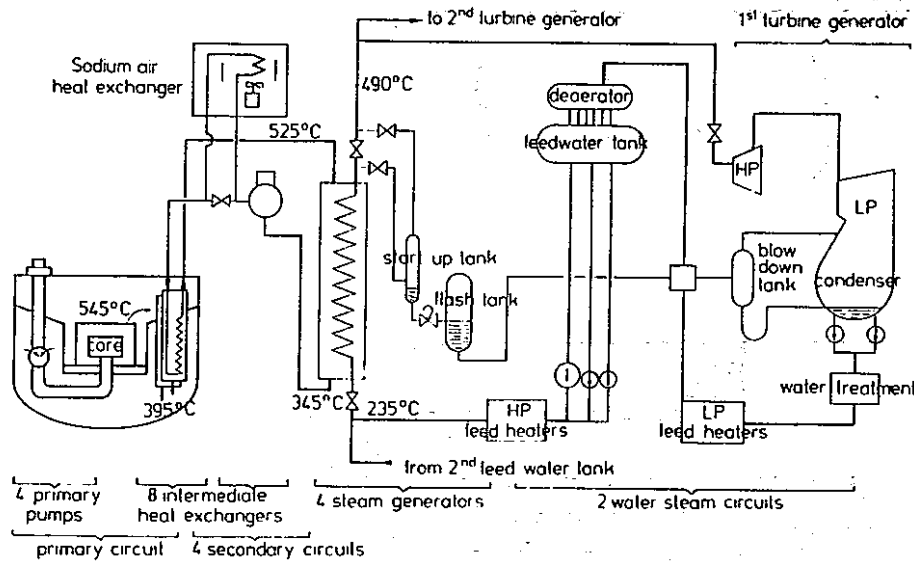 to 2nd turbine generator
1st turbine generator
Sodium air
heat exchanger
490°C
525°C
deaerator
feedwater tank
HP
LP
start up tank
flash tank
blow
down
tank
condenser
545°C
core
395°C
345°C
235°C
HP
feed heaters
LP
feed heaters
water treatment
from 2nd feed water tank
4 primary
pumps
8 intermediate
heat exchangers
4 steam generators
2 water steam circuits
primary circuit
4 secondary circuits